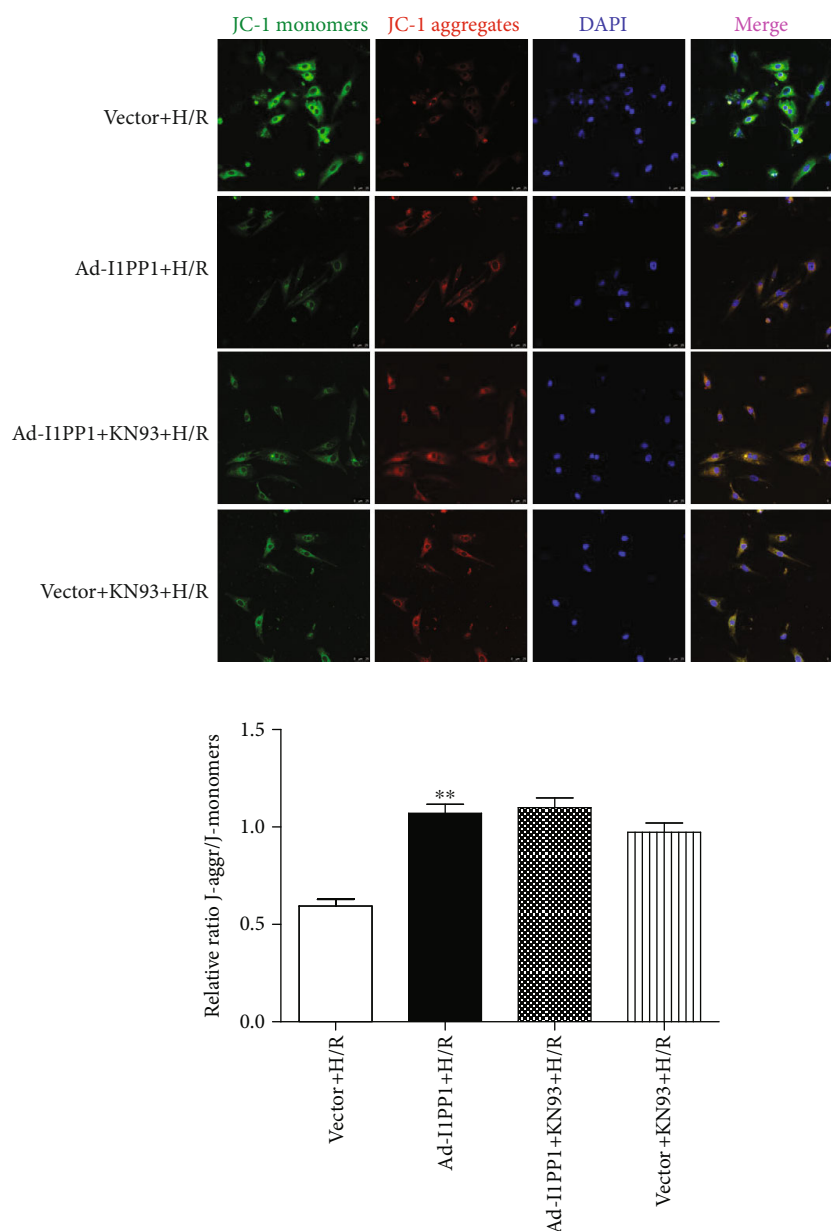 JC-1 monomers JC-1 aggregates DAPI Merge
Vector+H/R
Ad-I1PP1+H/R
Ad-I1PP1+KN93+H/R
Vector+KN93+H/R
Relative ratio J-aggr/J-monomers
1.5
1.0
0.5
0.0
**
Vector+H/R
Ad-I1PP1+H/R
Ad-I1PP1+KN93+H/R
Vector+KN93+H/R